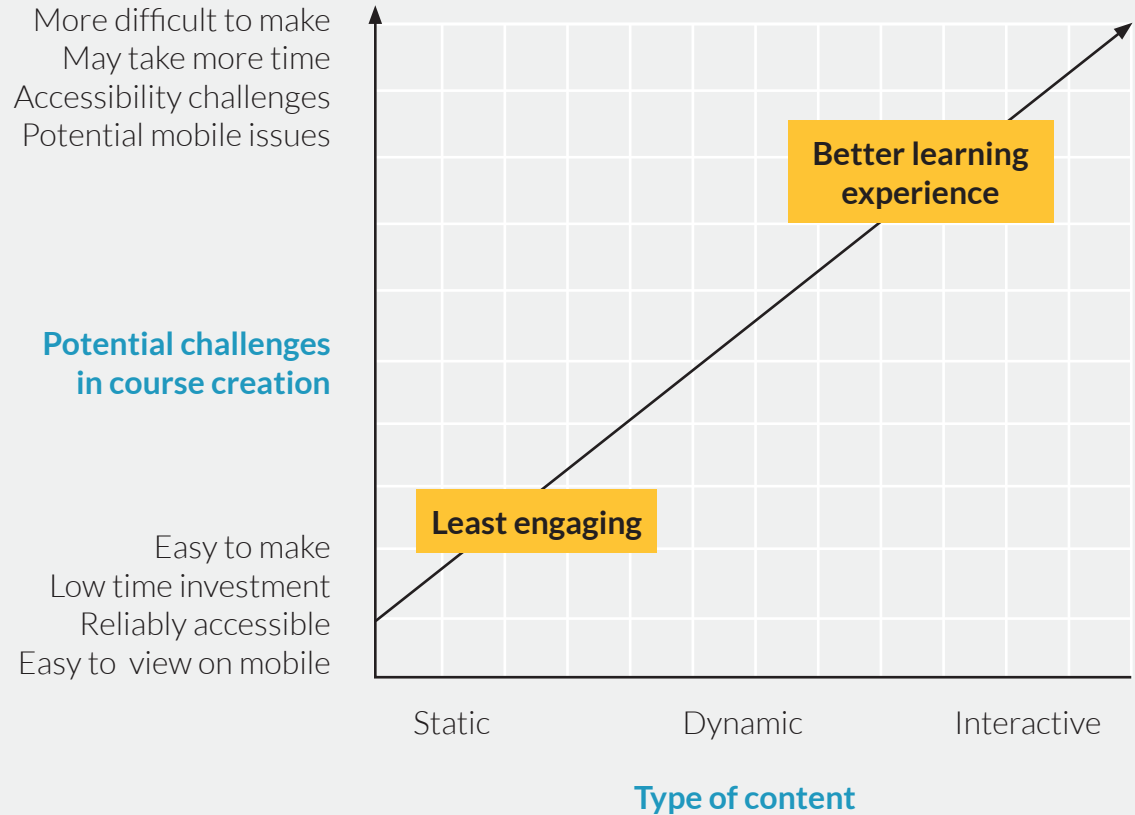 More difficult to make
May take more time
Accessibility challenges
Potential mobile issues
Better learning
experience
Potential challenges
in course creation
Least engaging
Easy to make
Low time investment
Reliably accessible
Easy to  view on mobile
Static
Dynamic
Interactive
Type of content